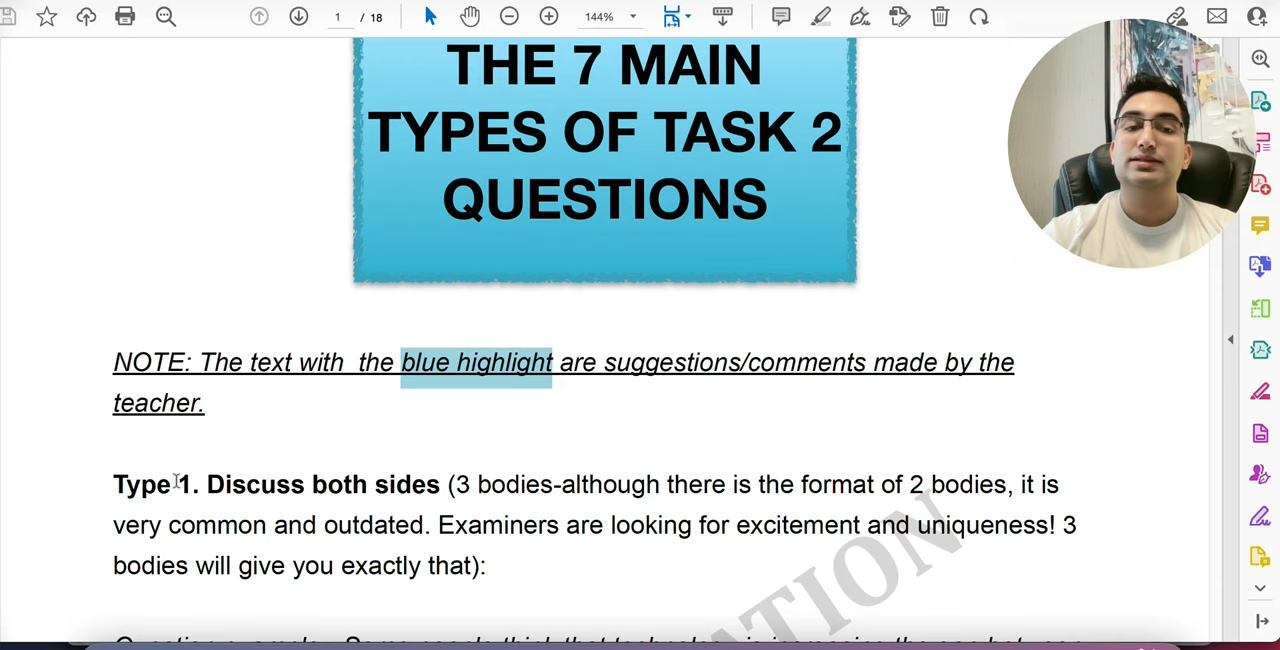 1 / 18 144%
THE 7 MAIN
TYPES OF TASK 2
QUESTIONS
NOTE: The text with the blue highlight are suggestions/comments made by the
teacher.
Type 1. Discuss both sides (3 bodies-although there is the format of 2 bodies, it is
very common and outdated. Examiners are looking for excitement and uniqueness! 3
bodies will give you exactly that):